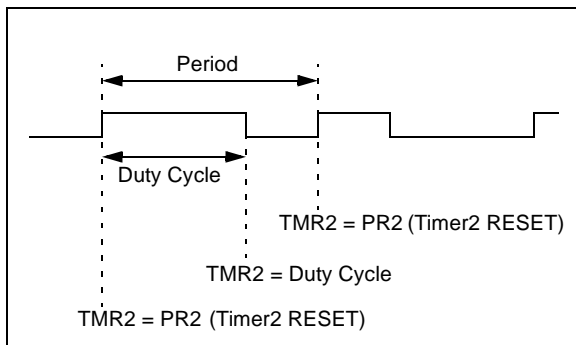 Period
Duty Cycle
TMR2 = PR2 (Timer2 RESET)
TMR2 = Duty Cycle
TMR2 = PR2 (Timer2 RESET)